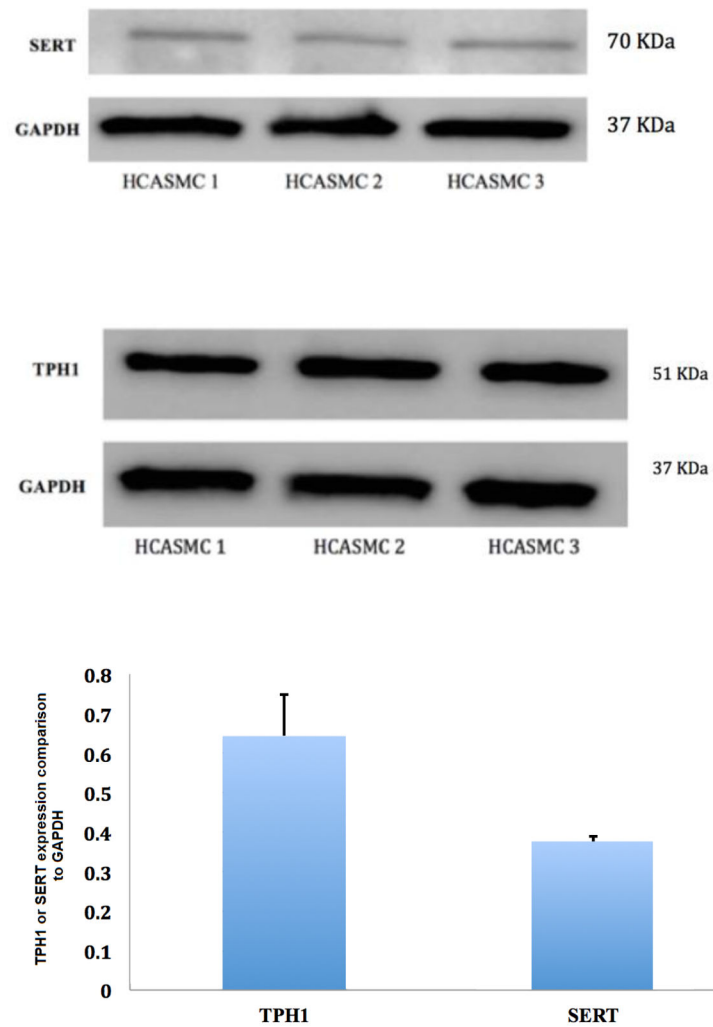 SERT
70 KDa
GAPDH
37 KDa
HCASMC 1 HCASMC 2 HCASMC 3
TPH1
51 KDa
GAPDH
37 KDa
HCASMC 1 HCASMC 2 HCASMC 3
TPH1 or SERT expression comparison
to GAPDH
0.8
0.7
0.6
0.5
0.4
0.3
0.2
0.1
0
TPH1 SERT